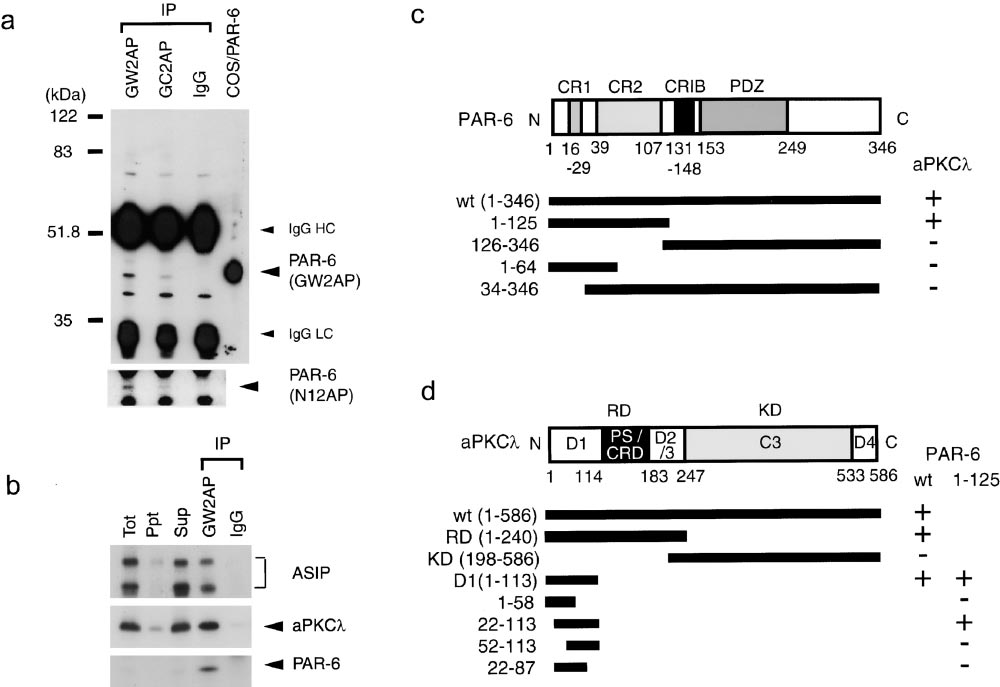 a
IP
GW2AP GC2AP IgG COS/PAR-6
(kDa)
122
83
51.8
35
IgG HC
PAR-6
(GW2AP)
IgG LC
PAR-6
(N12AP)
b
IP
Tot Ppt Sup GW2AP IgG
ASIP
aPKCλ
PAR-6
c
CR1 CR2 CRIB PDZ
PAR-6 N C
1 16 39 107 131 153 249 346
-29 -148
aPKCλ
wt (1-346) +
1-125 +
126-346 -
1-64 -
34-346 -
d
RD KD
aPKCλ N D1 PS / CRD D2 /3 C3 D4 C
1 114 183 247 533 586
PAR-6
wt 1-125
wt (1-586) +
RD (1-240) +
KD (198-586) -
D1(1-113) + +
1-58 -
22-113 +
52-113 -
22-87 -